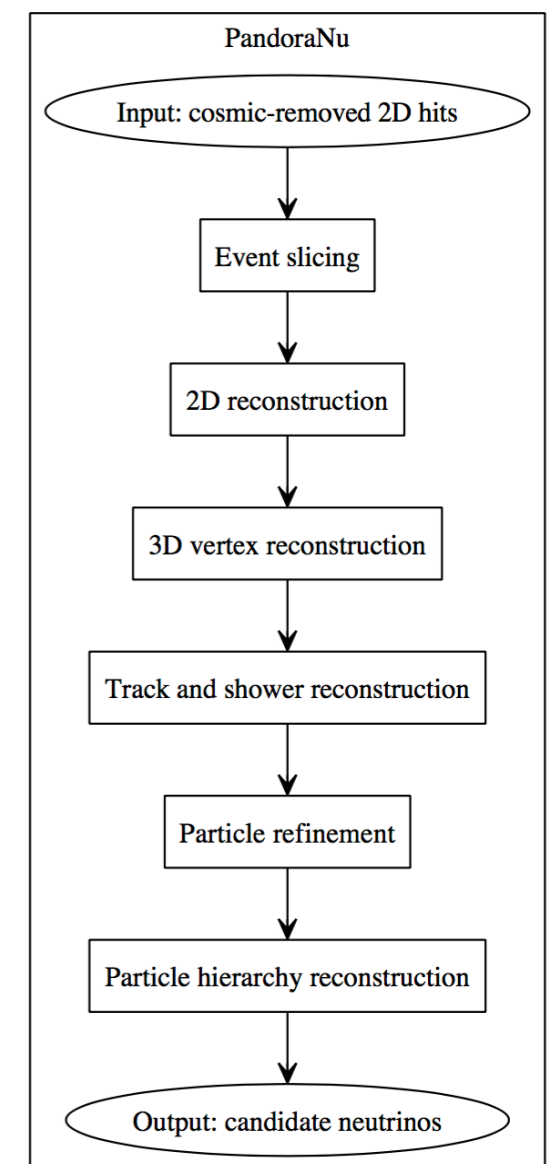 PandoraNu
Input: cosmic-removed 2D hits
Event slicing
2D reconstruction
3D vertex reconstruction
Track and shower reconstruction
Particle refinement
Particle hierarchy reconstruction
Output: candidate neutrinos